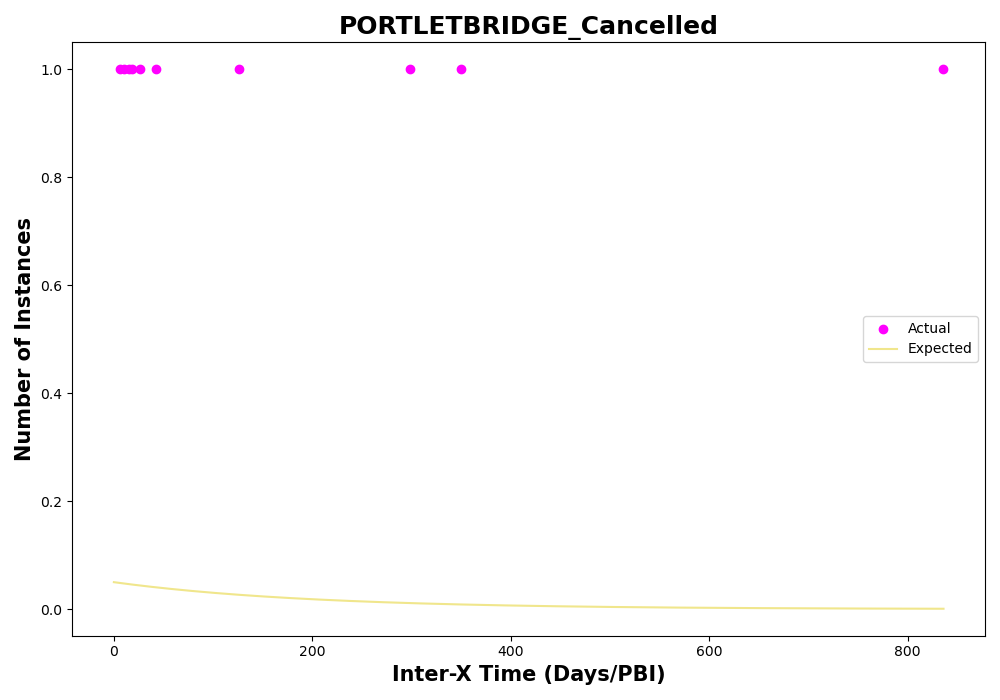 PORTLETBRIDGE_Cancelled
Number of Instances
1.0
0.8
0.6
0.4
0.2
0.0
Actual
Expected
0 200 400 600 800
Inter-X Time (Days/PBI)